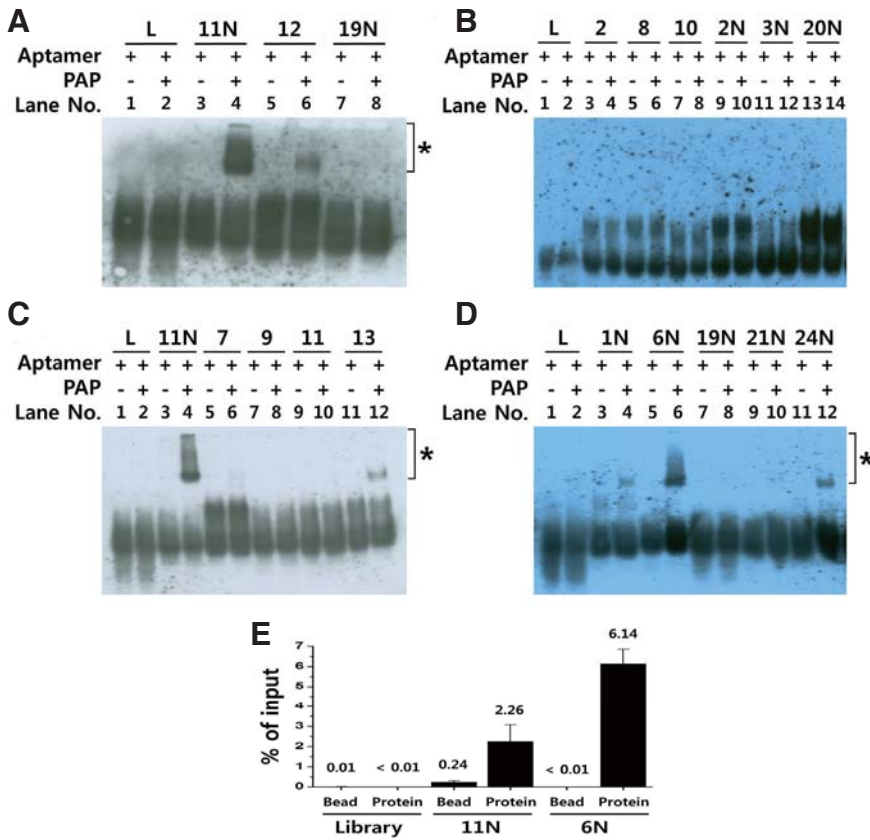 A
L 11N 12 19N
Aptamer + + + + + + + +
PAP - + - + - + - +
Lane No. 1 2 3 4 5 6 7 8
*
B
L 2 8 10 2N 3N 20N
+ + + + + + + + + + + + + +
- + - + - + - + - + - + - +
1 2 3 4 5 6 7 8 9 10 11 12 13 14
C
L 11N 7 9 11 13
Aptamer + + + + + + + + + + + +
PAP - + - + - + - + - + - +
Lane No. 1 2 3 4 5 6 7 8 9 10 11 12
*
D
L 1N 6N 19N 21N 24N
Aptamer + + + + + + + + + + + +
PAP - + - + - + - + - + - +
Lane No. 1 2 3 4 5 6 7 8 9 10 11 12
*
E
% of input
7
6
5
4
3
2
1
0
0.01 < 0.01 0.24 2.26 < 0.01 6.14
Bead Protein Bead Protein Bead Protein
Library 11N 6N